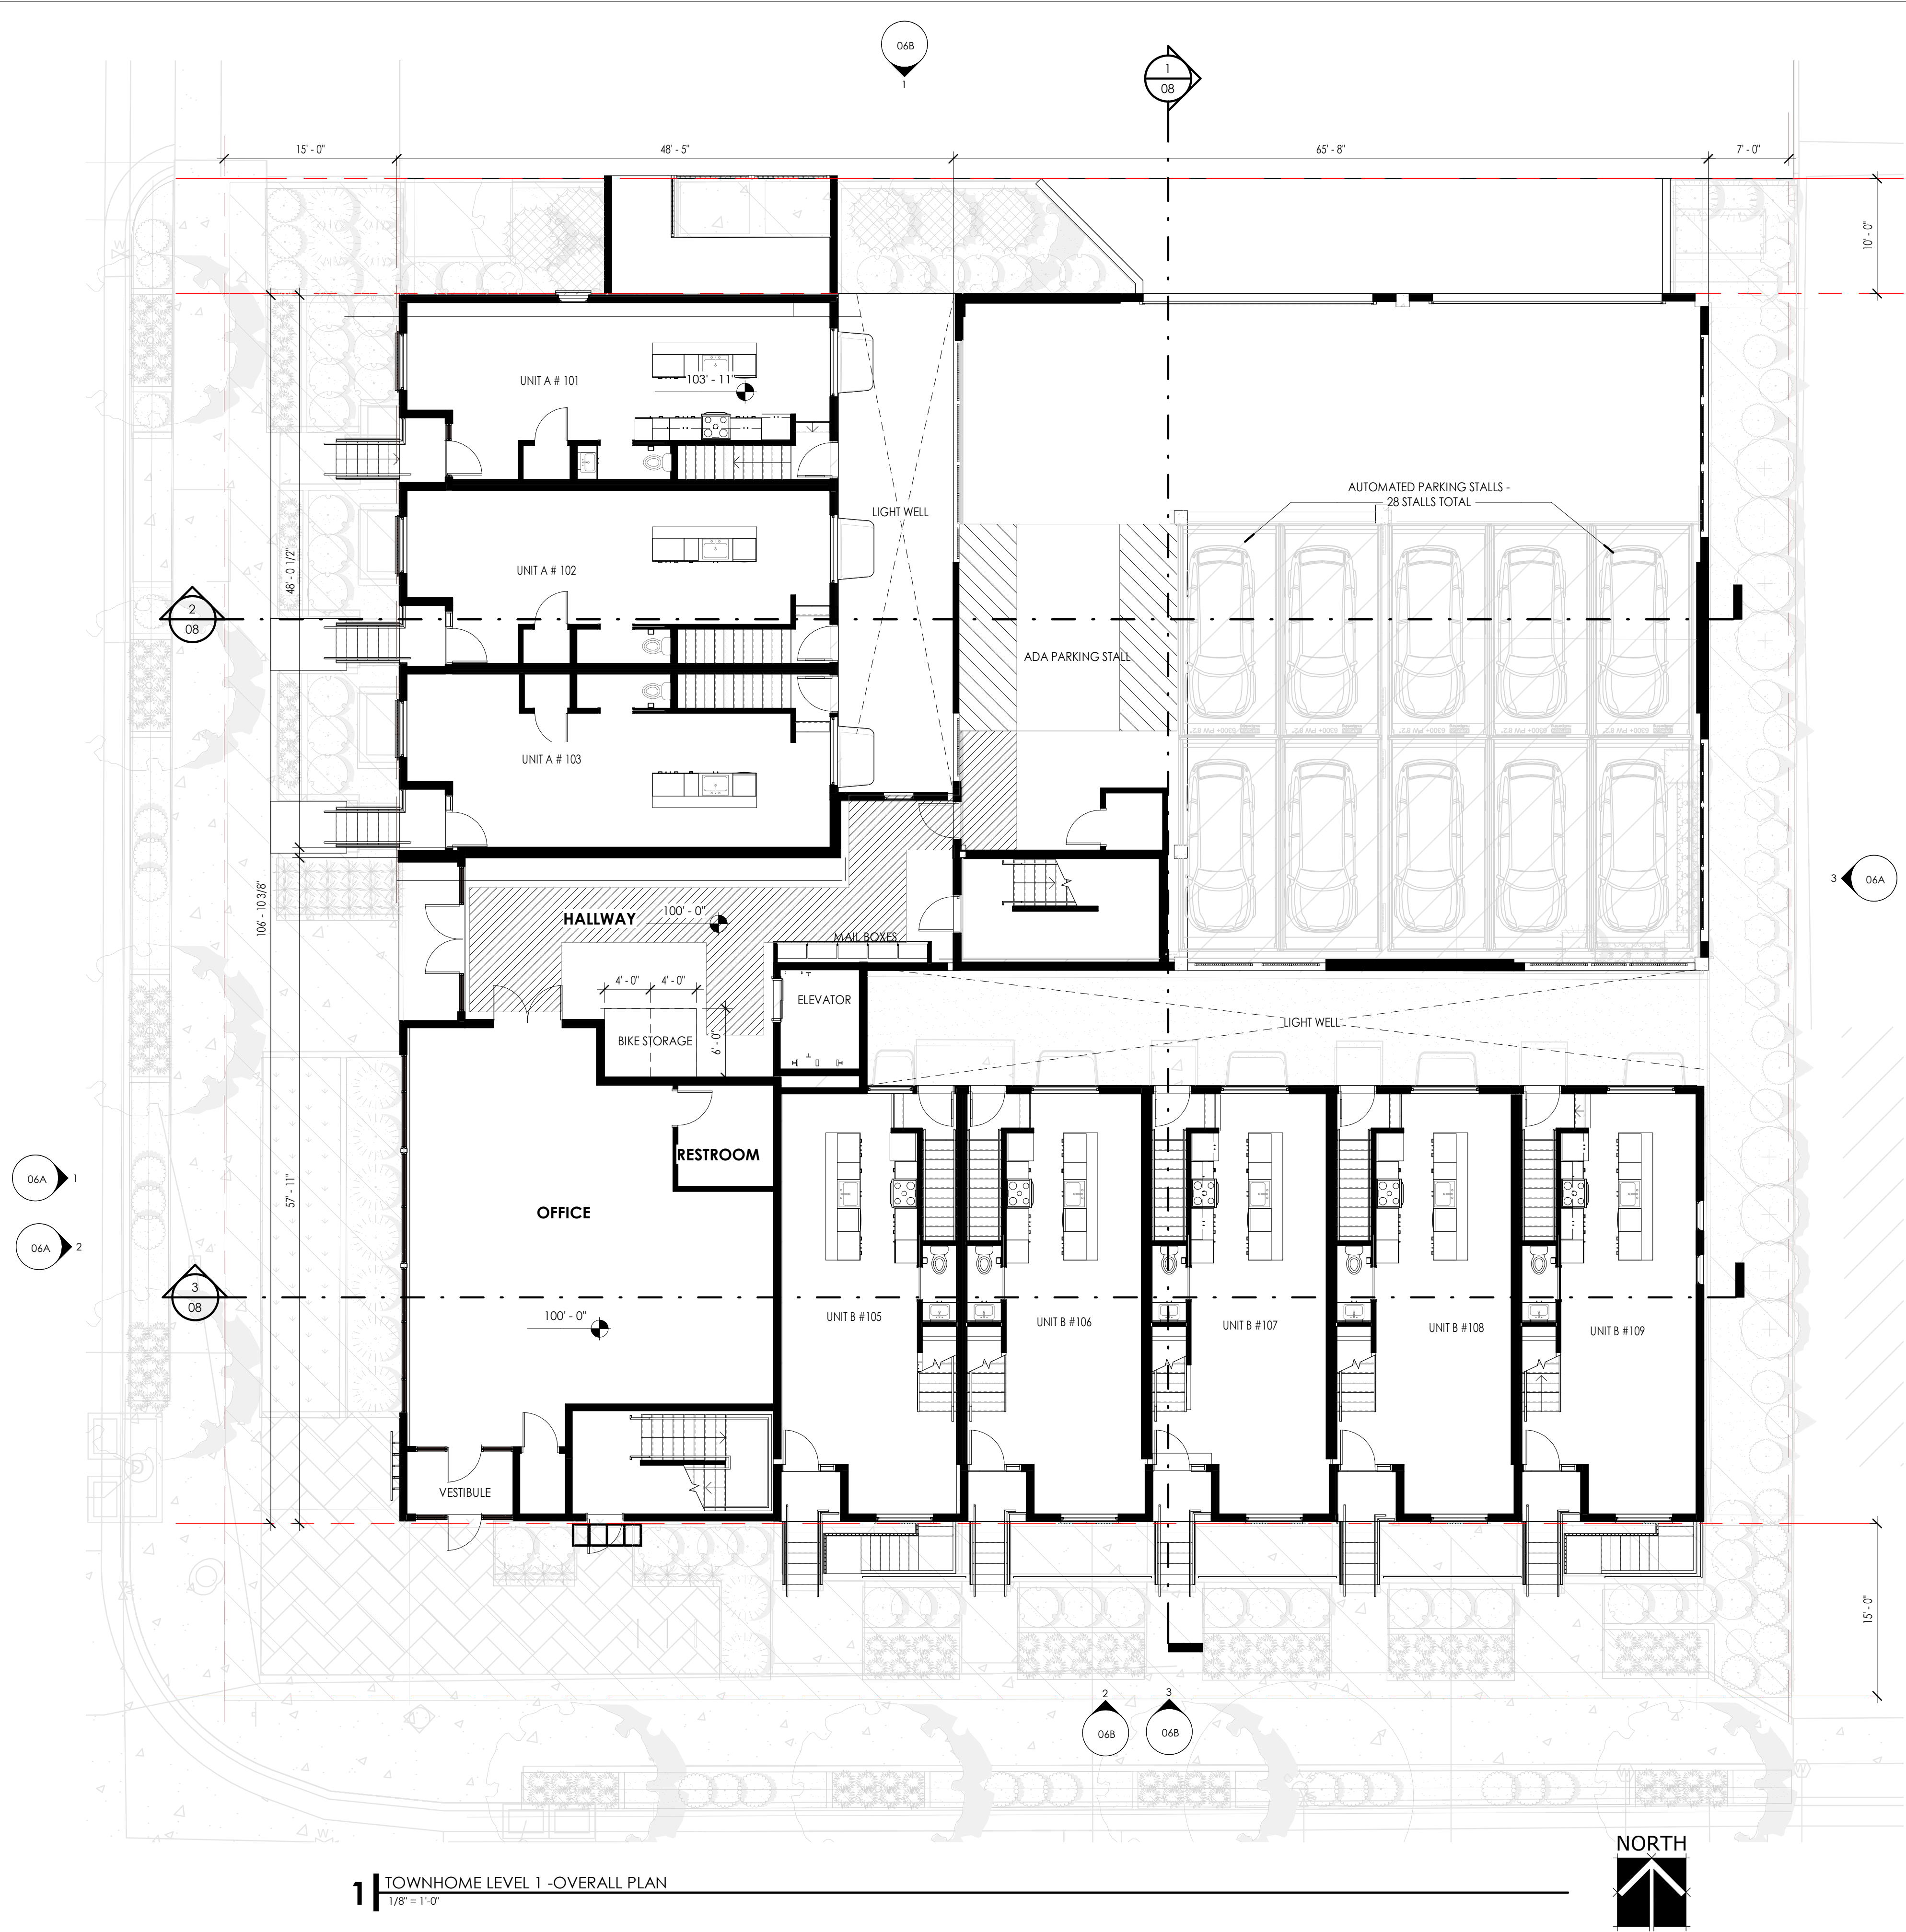 06B
1
1
08
15' - 0"
48' - 5"
65' - 8"
7' - 0"
10' - 0"
UNIT A # 101
103' - 11"
AUTOMATED PARKING STALLS -
28 STALLS TOTAL
LIGHT WELL
48' - 0 1/2"
UNIT A # 102
2
08
ADA PARKING STALL
UNIT A # 103
3
06A
106' - 10 3/8"
HALLWAY
100' - 0"
MAIL BOXES
4' - 0"
4' - 0"
ELEVATOR
BIKE STORAGE
6' - 0"
LIGHT WELL
RESTROOM
06A
1
57' - 11"
OFFICE
06A
2
3
08
100' - 0"
UNIT B #105
UNIT B #106
UNIT B #107
UNIT B #108
UNIT B #109
VESTIBULE
15' - 0"
2
06B
3
06B
NORTH
1
TOWNHOME LEVEL 1 -OVERALL PLAN
1/8" = 1'-0"